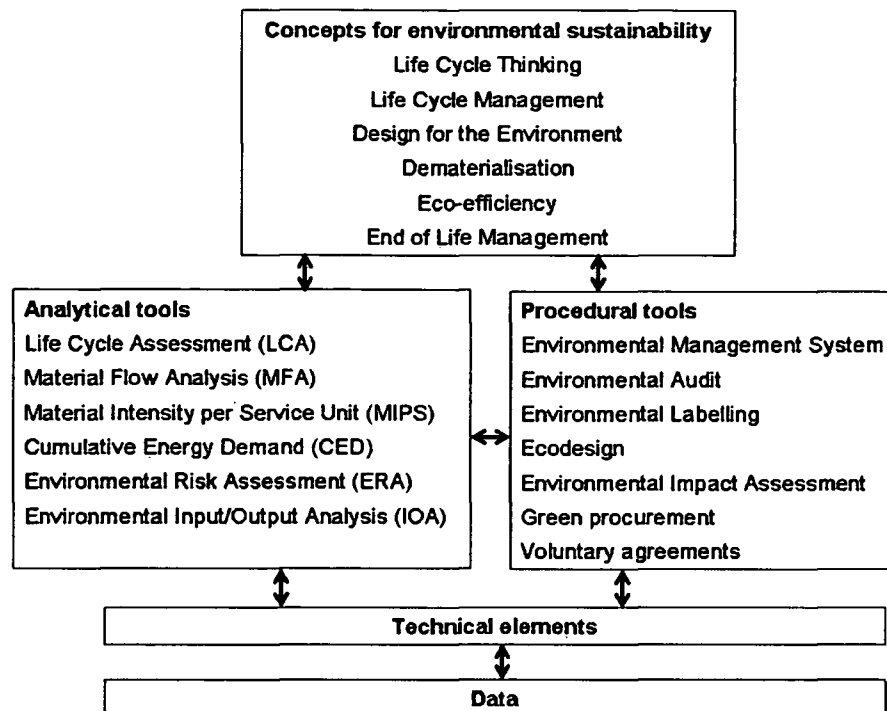 Concepts for environmental sustainability
Life Cycle Thinking
Life Cycle Management
Design for the Environment
Dematerialisation
Eco-efficiency
End of Life Management
Analytical tools
Life Cycle Assessment (LCA)
Material Flow Analysis (MFA)
Material Intensity per Service Unit (MIPS)
Cumulative Energy Demand (CED)
Environmental Risk Assessment (ERA)
Environmental Input/Output Analysis (IOA)
Procedural tools
Environmental Management System
Environmental Audit
Environmental Labelling
Ecodesign
Environmental Impact Assessment
Green procurement
Voluntary agreements
Technical elements
Data